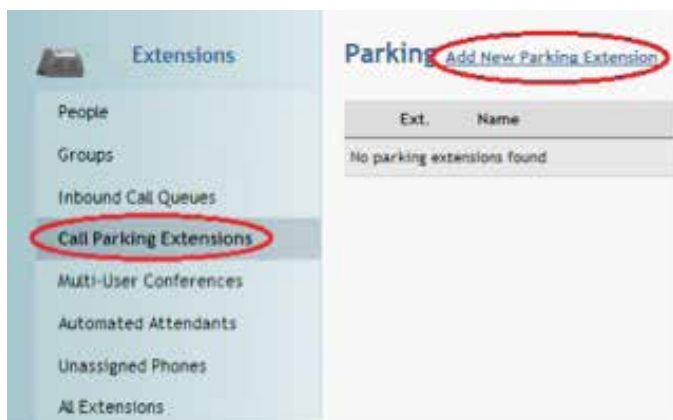 Extensions
People
Groups
Inbound Call Queues
Call Parking Extensions
Multi-User Conferences
Automated Attendants
Unassigned Phones
All Extensions
Parking Add New Parking Extension
Ext. Name
No parking extensions found